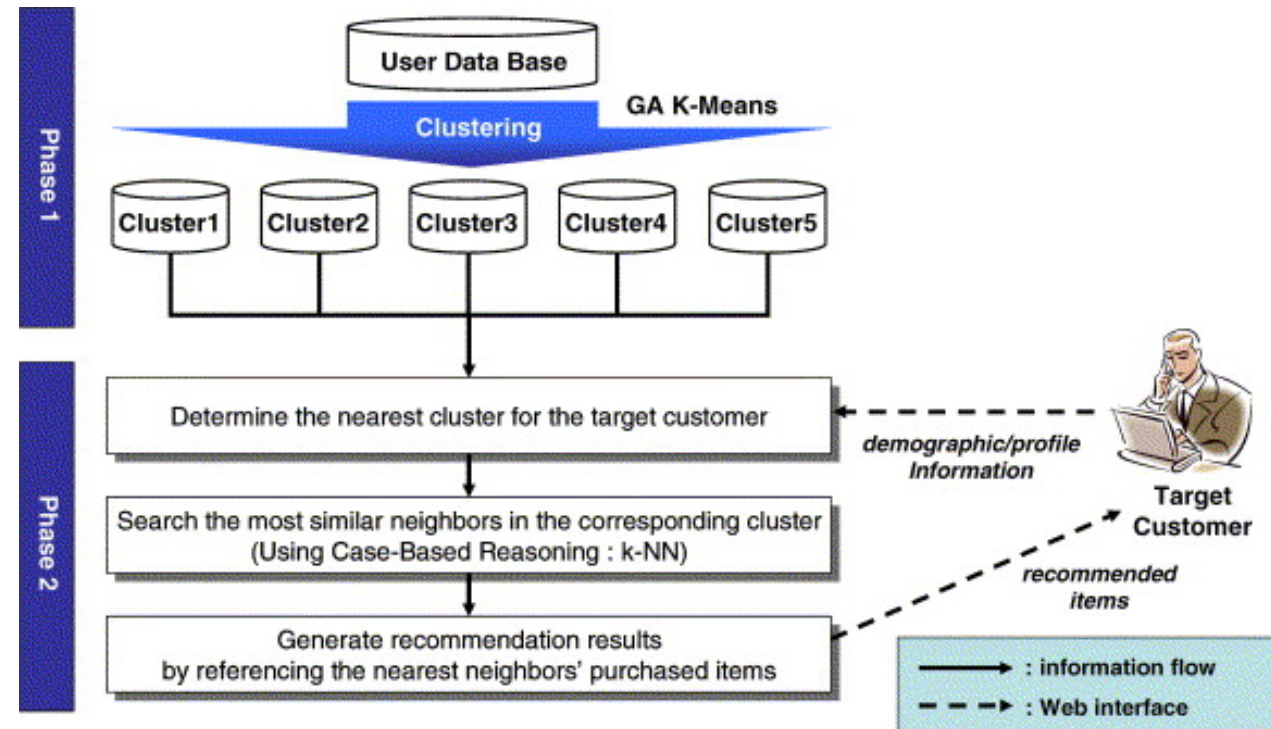 Phase 1
User Data Base
GA K-Means
Clustering
Cluster1
Cluster2
Cluster3
Cluster4
Cluster5
Phase 2
Determine the nearest cluster for the target customer
demographic/profile
Information
Target
Customer
Search the most similar neighbors in the corresponding cluster
(Using Case-Based Reasoning : k-NN)
recommended
items
Generate recommendation results
by referencing the nearest neighbors' purchased items
: information flow
: Web interface